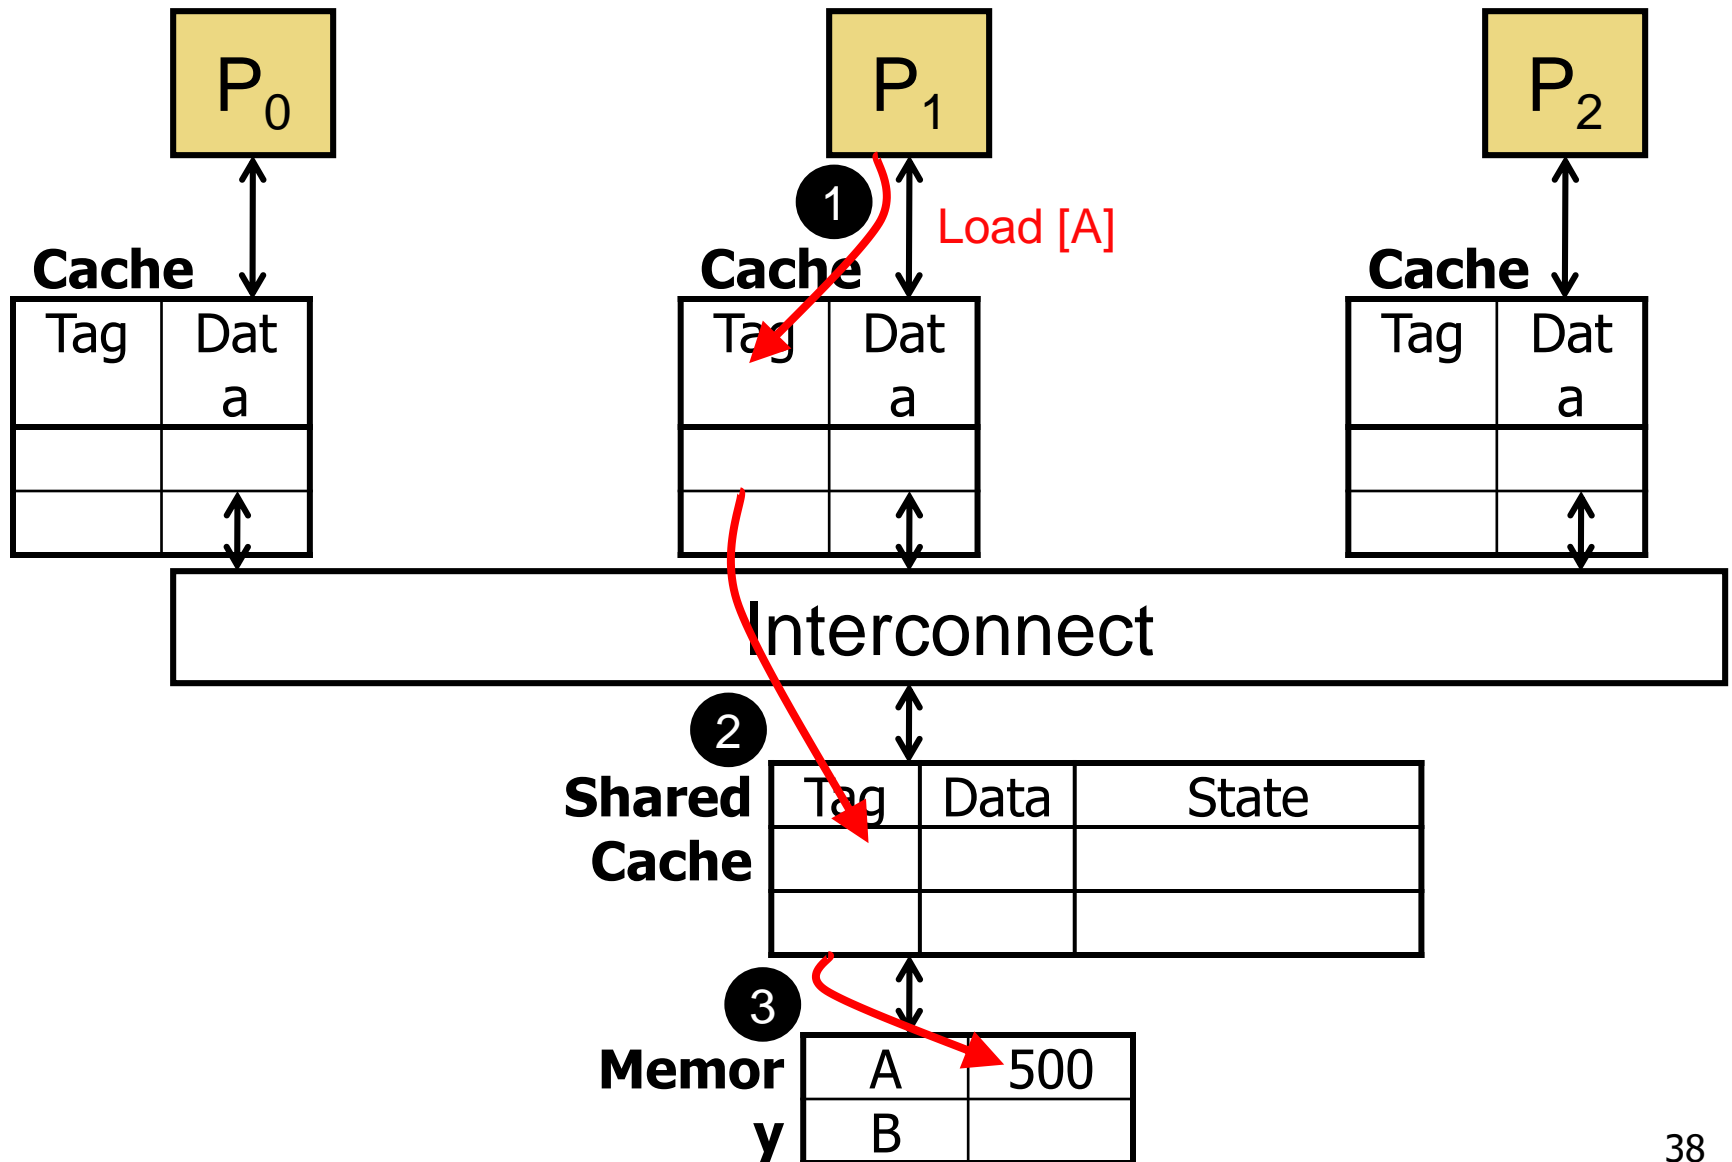 P0 P1 P2
1
Load [A]
Cache Cache Cache
Tag Dat Tag Dat Tag Dat
a a a
Interconnect
2
Shared Tag Data State
Cache
3
Memor A 500
y B
38